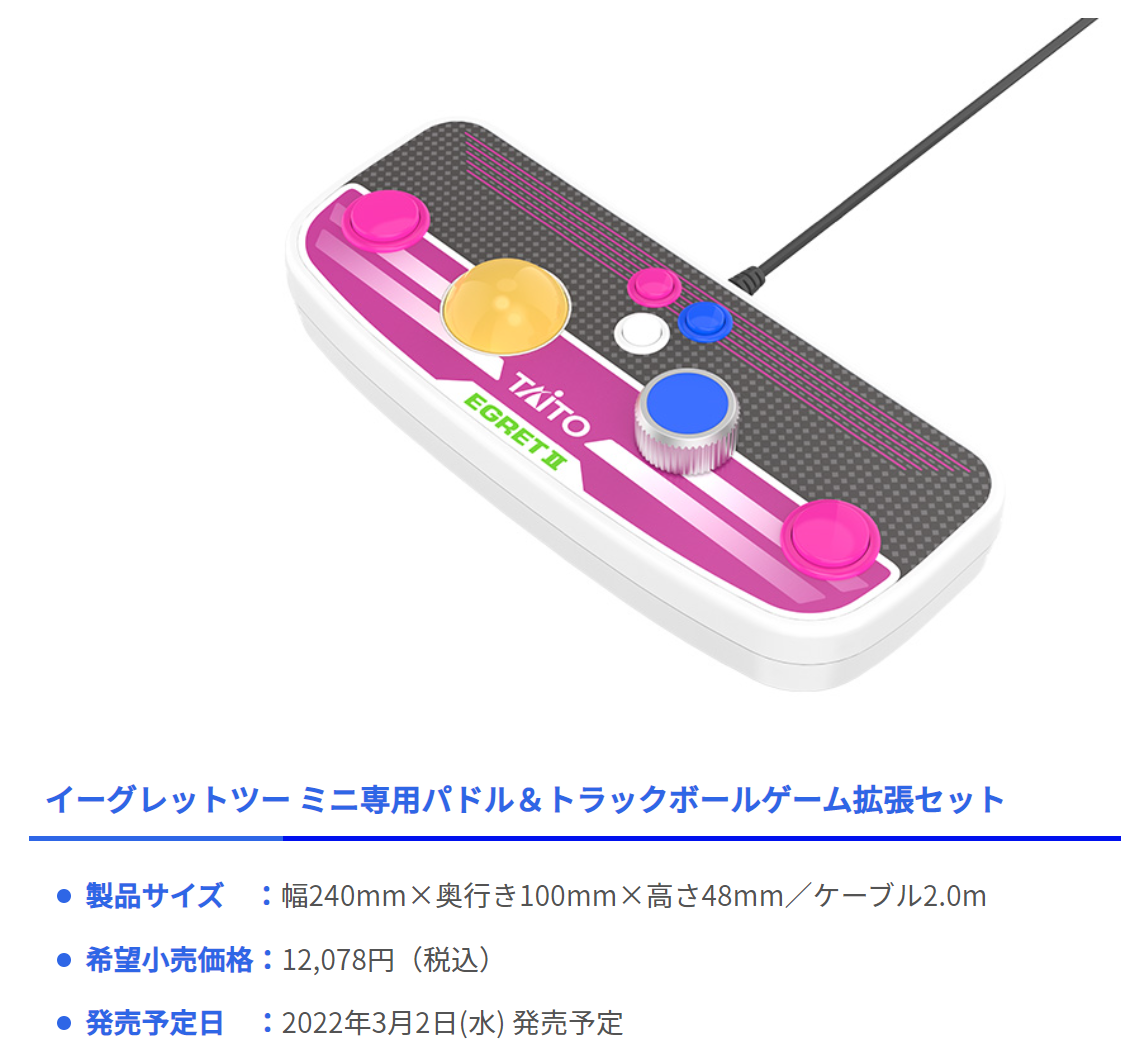 TAITO
EGRET II
イーグレットツー ミニ専用パドル＆トラックボールゲーム拡張セット
● 製品サイズ　：幅240mm×奥行き100mm×高さ48mm／ケーブル2.0m
● 希望小売価格：12,078円（税込）
● 発売予定日　：2022年3月2日(水) 発売予定